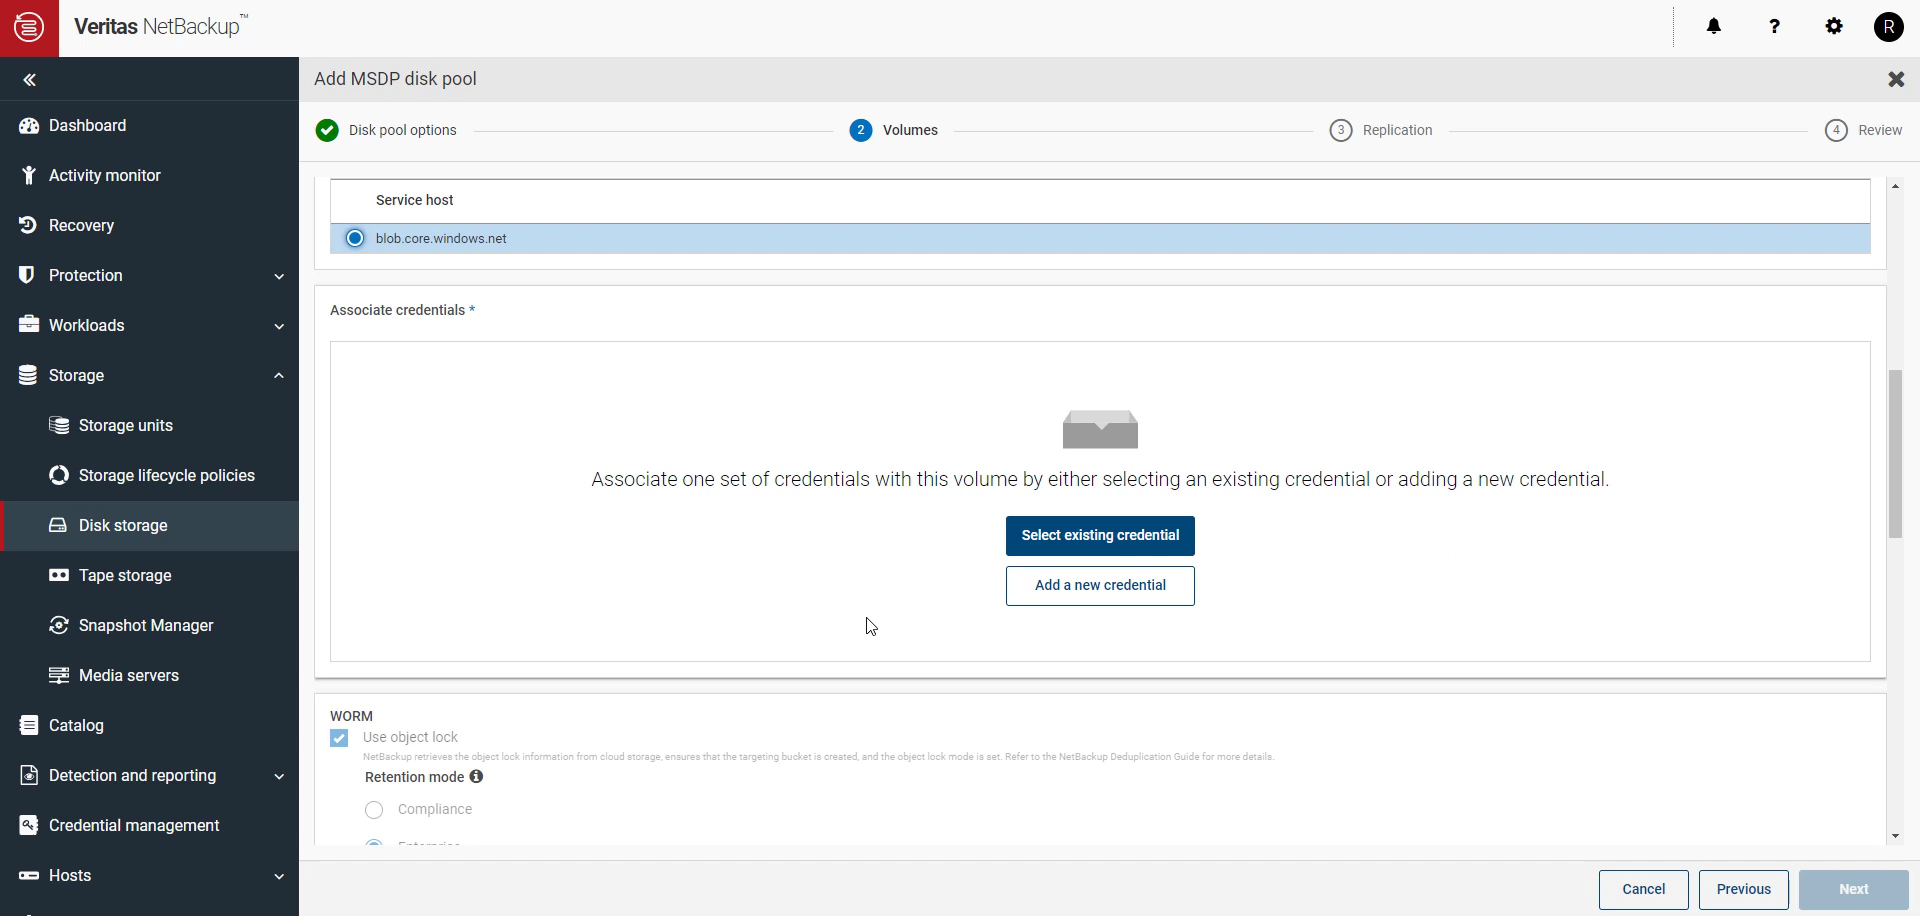 Veritas NetBackup™
R
Add MSDP disk pool
Disk pool options
2 Volumes
3 Replication
4 Review
Dashboard
Activity monitor
Recovery
Protection
Workloads
Storage
Storage units
Storage lifecycle policies
Disk storage
Tape storage
Snapshot Manager
Media servers
Catalog
Detection and reporting
Credential management
Hosts
Service host
blob.core.windows.net
Associate credentials *
Associate one set of credentials with this volume by either selecting an existing credential or adding a new credential.
Select existing credential
Add a new credential
WORM
Use object lock
NetBackup retrieves the object lock information from cloud storage, ensures that the targeting bucket is created, and the object lock mode is set. Refer to the NetBackup Deduplication Guide for more details.
Retention mode
Compliance
Enterprise
Cancel
Previous
Next